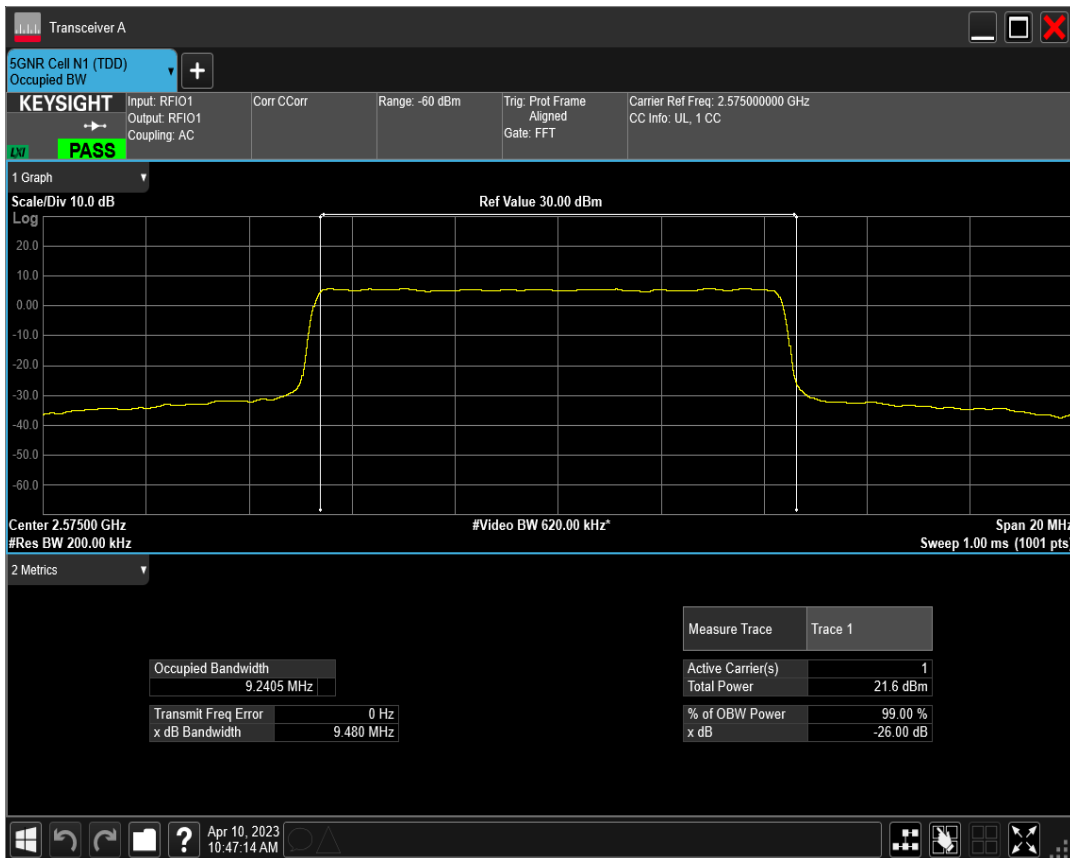 Transceiver A
5GNR Cell N1 (TDD)
Occupied BW
KEYSIGHT
LXI
PASS
Input: RFIO1
Output: RFIO1
Coupling: AC
Corr CCorr
Range: -60 dBm
Trig: Prot Frame
Aligned
Gate: FFT
Carrier Ref Freq: 2.575000000 GHz
CC Info: UL, 1 CC
1 Graph
Scale/Div 10.0 dB
Ref Value 30.00 dBm
Log
20.0
10.0
0.00
-10.0
-20.0
-30.0
-40.0
-50.0
-60.0
Center 2.57500 GHz
#Video BW 620.00 kHz*
Span 20 MHz
#Res BW 200.00 kHz
Sweep 1.00 ms (1001 pts)
2 Metrics
Measure Trace Trace 1
Occupied Bandwidth
9.2405 MHz
Active Carrier(s) 1
Total Power 21.6 dBm
Transmit Freq Error 0 Hz
x dB Bandwidth 9.480 MHz
% of OBW Power 99.00 %
x dB -26.00 dB
?
Apr 10, 2023
10:47:14 AM